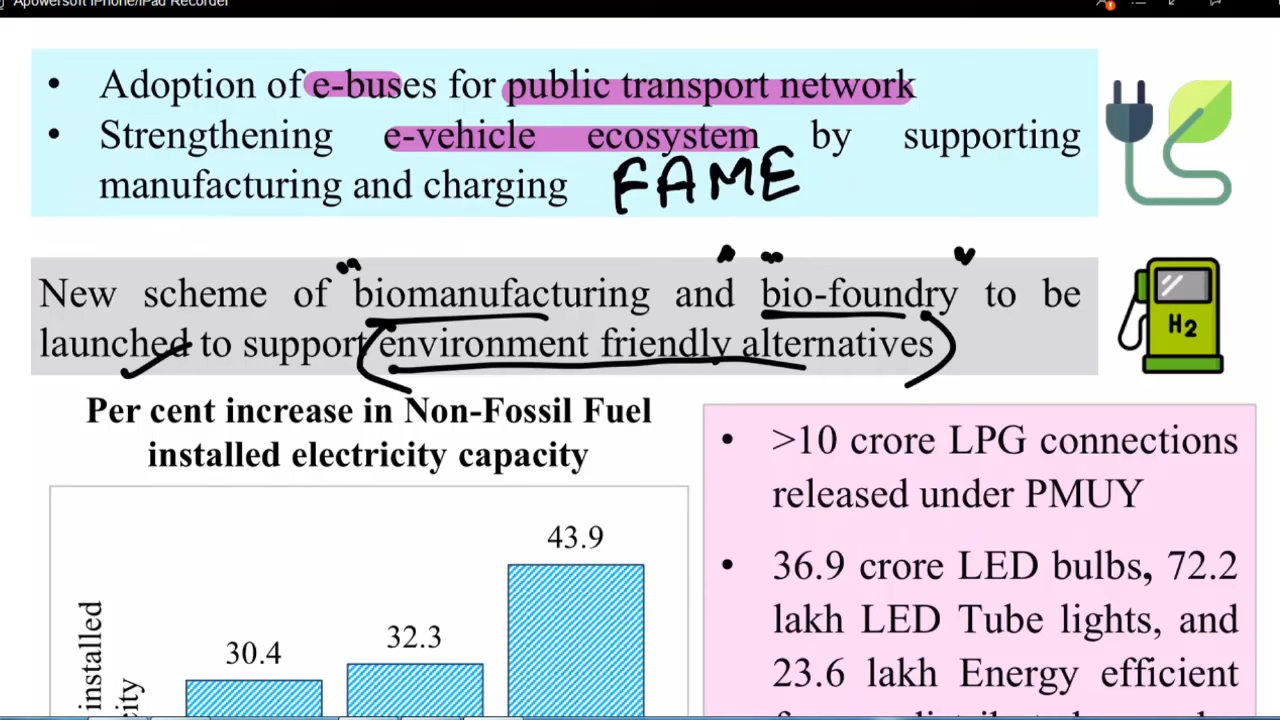 Apowersoft iPhone/iPad Recorder
• Adoption of e-buses for public transport network
• Strengthening e-vehicle ecosystem by supporting
manufacturing and charging FAME
New scheme of biomanufacturing and bio-foundry to be
launched to support environment friendly alternatives
H2
Per cent increase in Non-Fossil Fuel
installed electricity capacity
43.9
32.3
30.4
installed
• >10 crore LPG connections
released under PMUY
• 36.9 crore LED bulbs, 72.2
lakh LED Tube lights, and
23.6 lakh Energy efficient